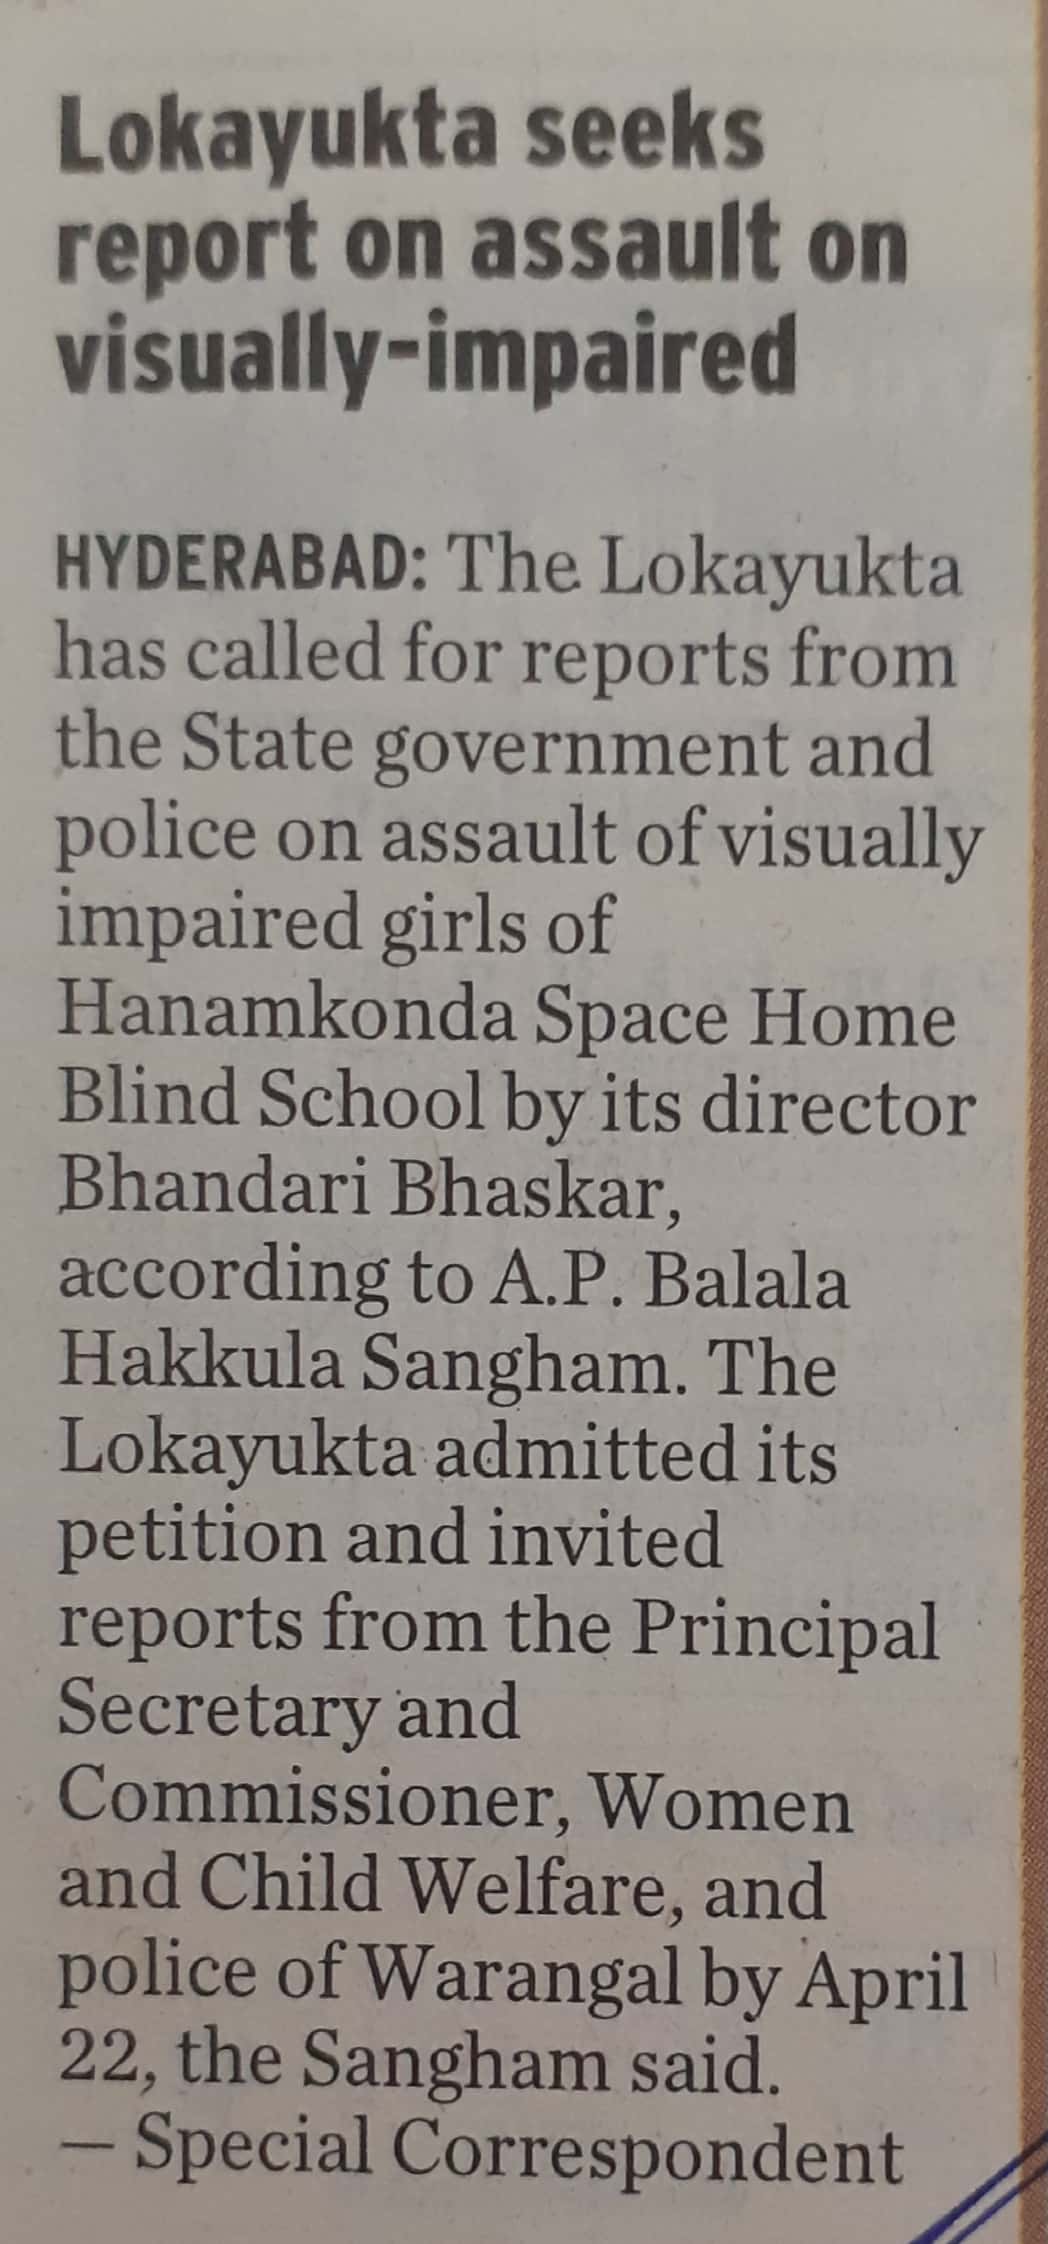 Lokayukta seeks
report on assault on
visually-impaired
HYDERABAD: The Lokayukta
has called for reports from
the State government and
police on assault of visually
impaired girls of
Hanamkonda Space Home
Blind School by its director
Bhandari Bhaskar,
according to A.P. Balala
Hakkula Sangham. The
Lokayukta admitted its
petition and invited
reports from the Principal
Secretary and
Commissioner, Women
and Child Welfare, and
police of Warangal by April
22, the Sangham said.
— Special Correspondent